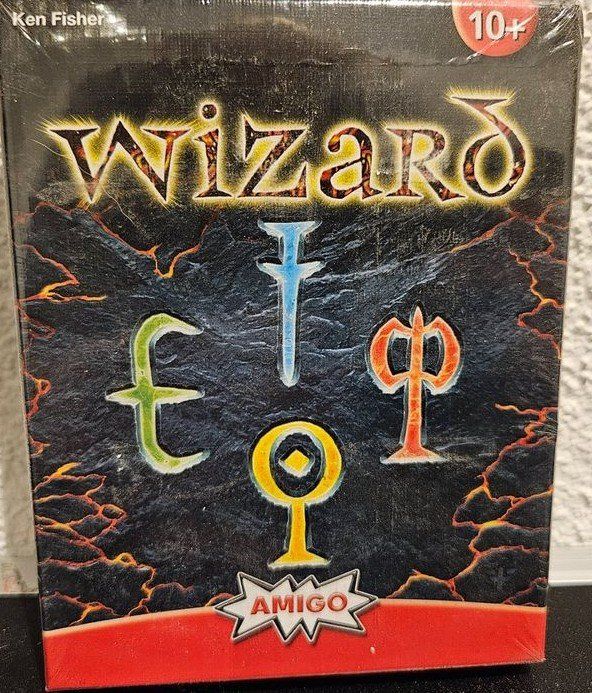 Ken Fisher
10+
wizard
AMIGO